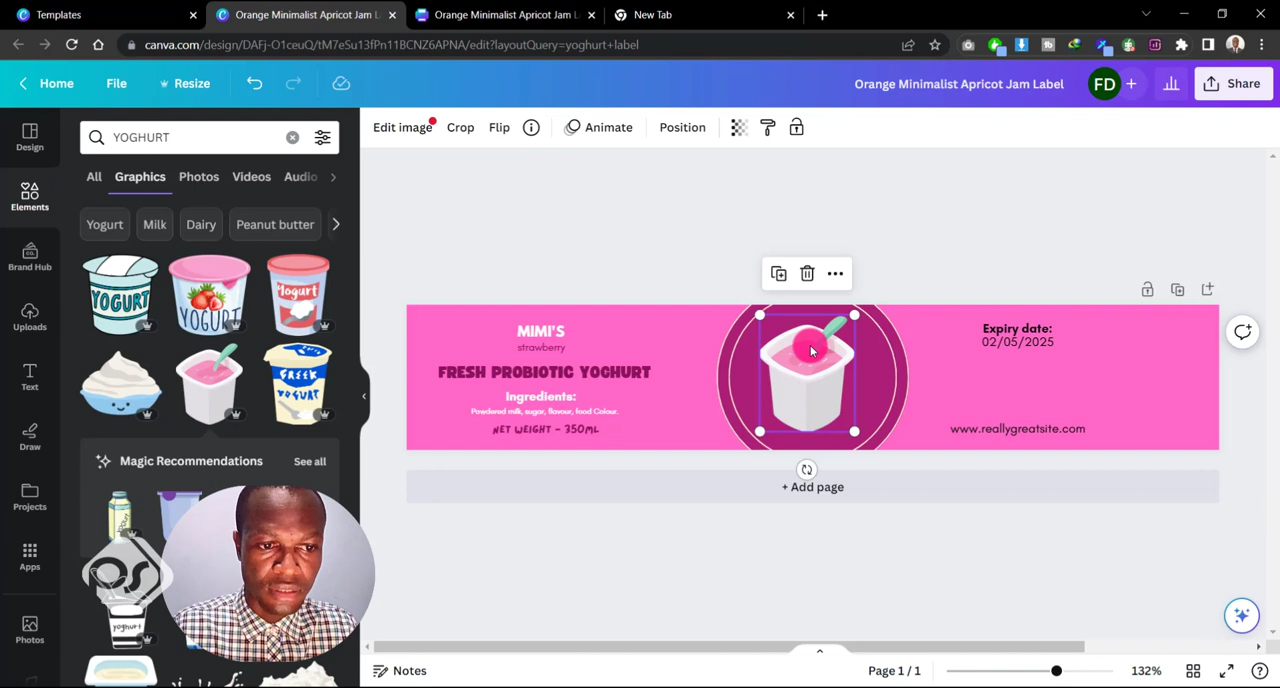 Templates
Orange Minimalist Apricot Jam L
Orange Minimalist Apricot Jam L
New Tab
canva.com/design/DAFj-O1ceuQ/tM7eSu13fPn11BCNZ6APNA/edit?layoutQuery=yoghurt+label
Home
File
Resize
Orange Minimalist Apricot Jam Label
FD
+
Share
Design
Elements
Brand Hub
Uploads
Text
Draw
Projects
Apps
Photos
YOGHURT
All
Graphics
Photos
Videos
Audio
Yogurt
Milk
Dairy
Peanut butter
YOGURT
YOGURT
Yogurt
GREEK
YOGURT
Magic Recommendations
See all
yoghurt
PS
Edit image
Crop
Flip
Animate
Position
MIMI'S
strawberry
FRESH PROBIOTIC YOGHURT
Ingredients:
Powdered milk, sugar, flavour, food Colour.
NET WEIGHT - 350ML
Expiry date:
02/05/2025
www.reallygreatsite.com
+ Add page
Notes
Page 1 / 1
132%